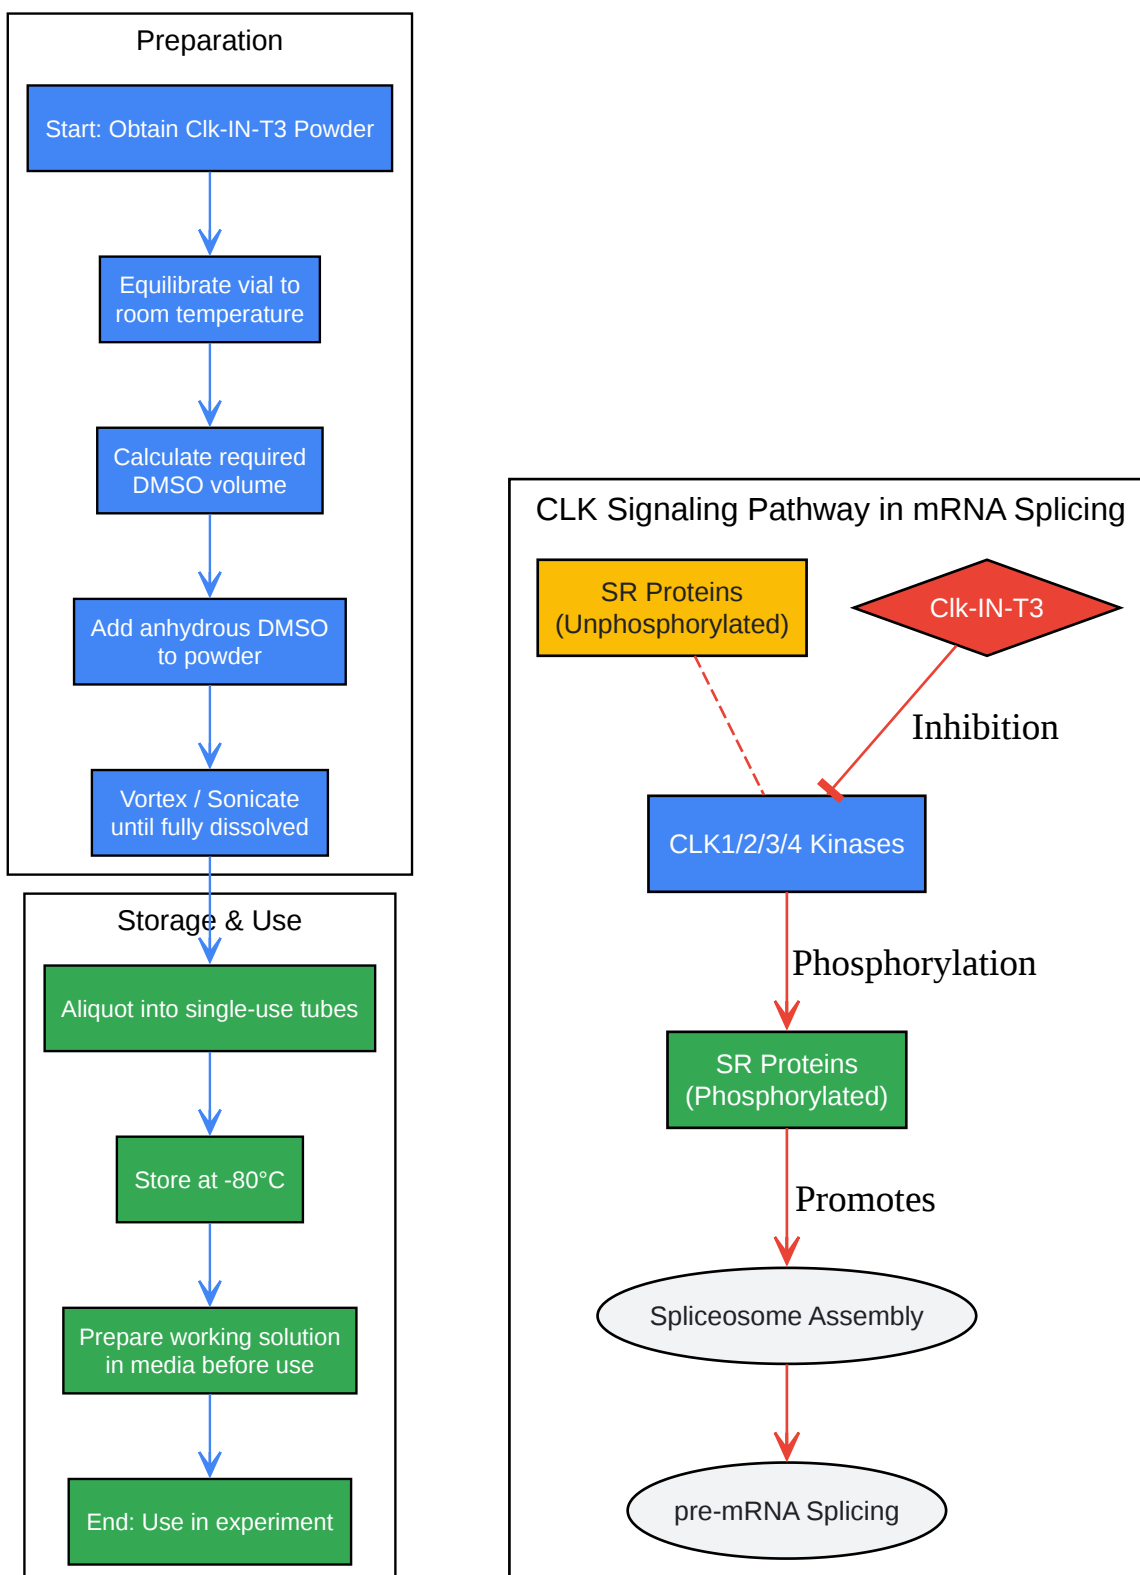 Preparation
Start: Obtain Clk-IN-T3 Powder
Equilibrate vial to
room temperature
Calculate required
DMSO volume
Add anhydrous DMSO
to powder
Vortex / Sonicate
until fully dissolved
Storage & Use
Aliquot into single-use tubes
Store at -80°C
Prepare working solution
in media before use
End: Use in experiment
CLK Signaling Pathway in mRNA Splicing
SR Proteins
(Unphosphorylated)
Clk-IN-T3
Inhibition
CLK1/2/3/4 Kinases
Phosphorylation
SR Proteins
(Phosphorylated)
Promotes
Spliceosome Assembly
pre-mRNA Splicing